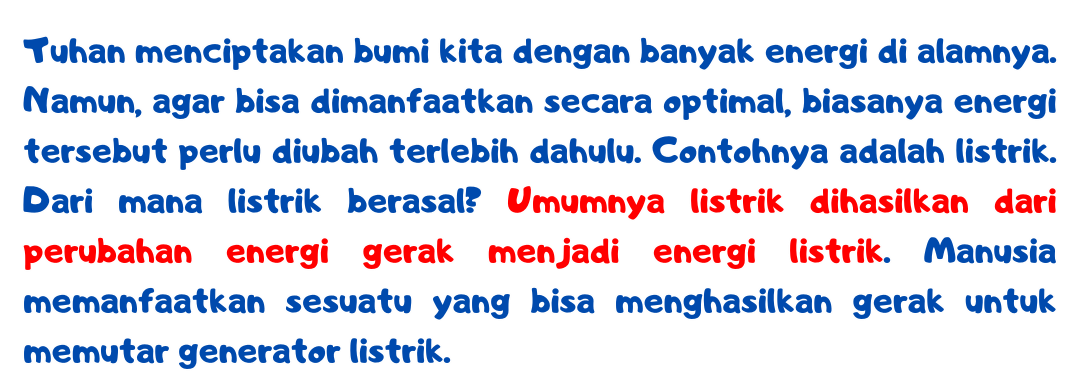 Tuhan menciptakan bumi kita dengan banyak energi di alamnya.
Namun, agar bisa dimanfaatkan secara optimal, biasanya energi
tersebut perlu diubah terlebih dahulu. Contohnya adalah listrik.
Dari mana listrik berasal? Umumnya listrik dihasilkan dari
perubahan energi gerak menjadi energi listrik. Manusia
memanfaatkan sesuatu yang bisa menghasilkan gerak untuk
memutar generator listrik.